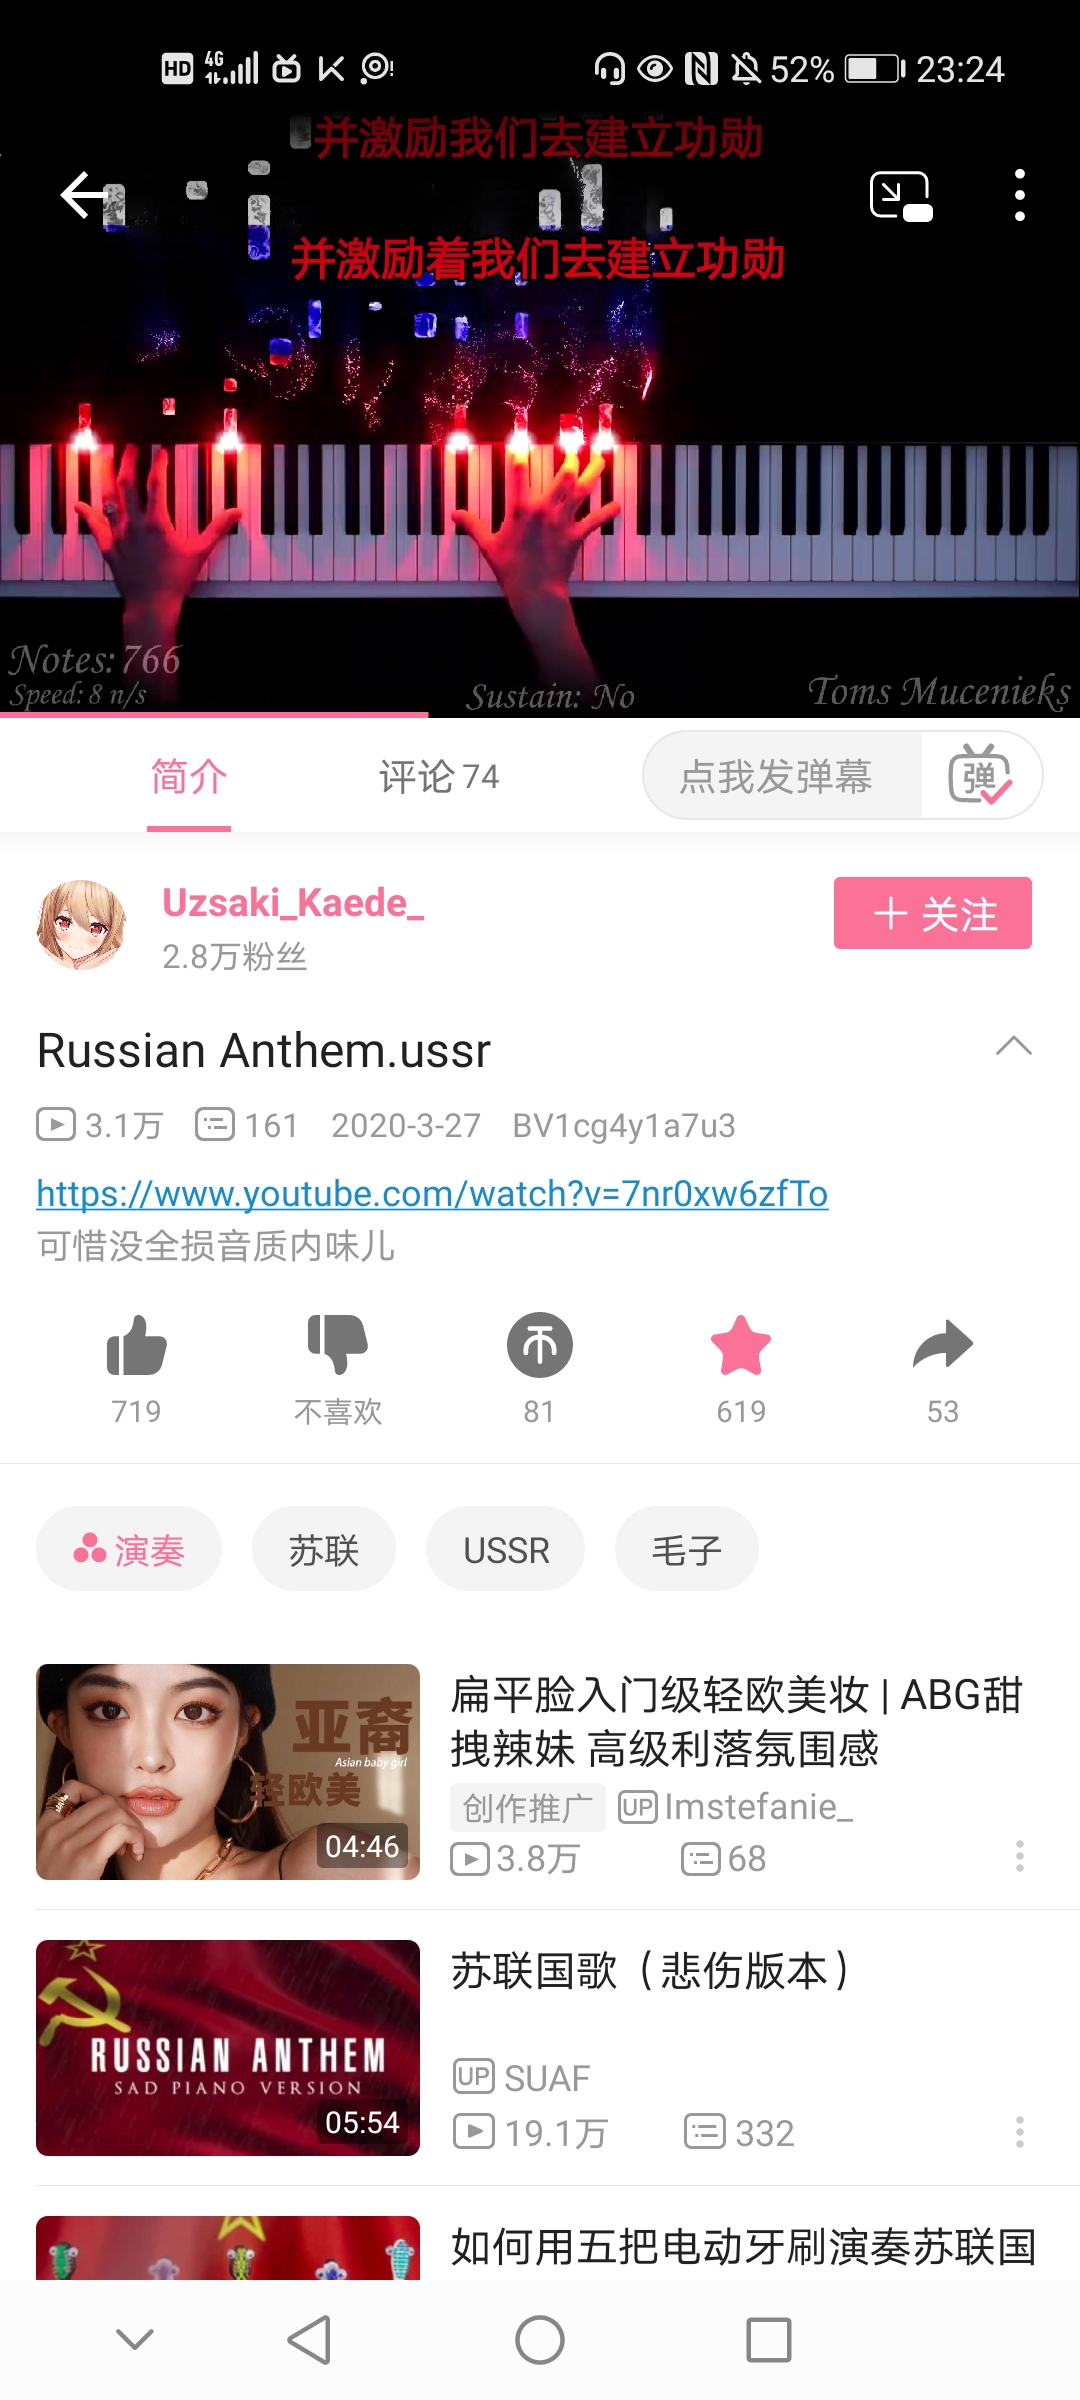 HD 4G 52% 23:24
并激励我们去建立功勋
并激励着我们去建立功勋
Notes: 766
Speed: 8 n/s
Sustain: No
Toms Mucenieks
简介
评论 74
点我发弹幕
弹
Uzsaki_Kaede_
2.8万粉丝
关注
Russian Anthem.ussr
3.1万 161 2020-3-27 BV1cg4y1a7u3
https://www.youtube.com/watch?v=7nr0xw6zfTo
可惜没全损音质内味儿
719 不喜欢 81 619 53
演奏 苏联 USSR 毛子
亚裔
Asian baby girl
轻欧美
04:46
扁平脸入门级轻欧美妆 | ABG甜
拽辣妹 高级利落氛围感
创作推广 UP Imstefanie_
3.8万 68
RUSSIAN ANTHEM
SAD PIANO VERSION
05:54
苏联国歌（悲伤版本）
UP SUAF
19.1万 332
如何用五把电动牙刷演奏苏联国